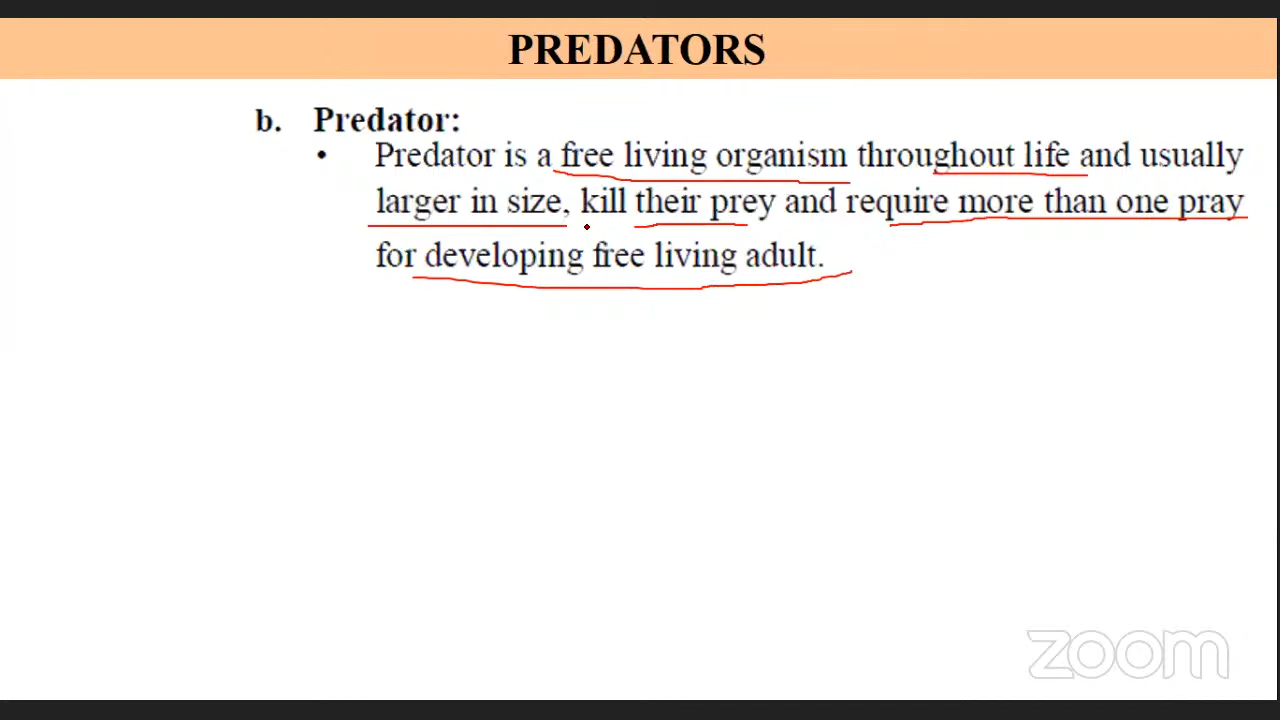 PREDATORS
b. Predator:
• Predator is a free living organism throughout life and usually
larger in size, kill their prey and require more than one pray
for developing free living adult.
zoom